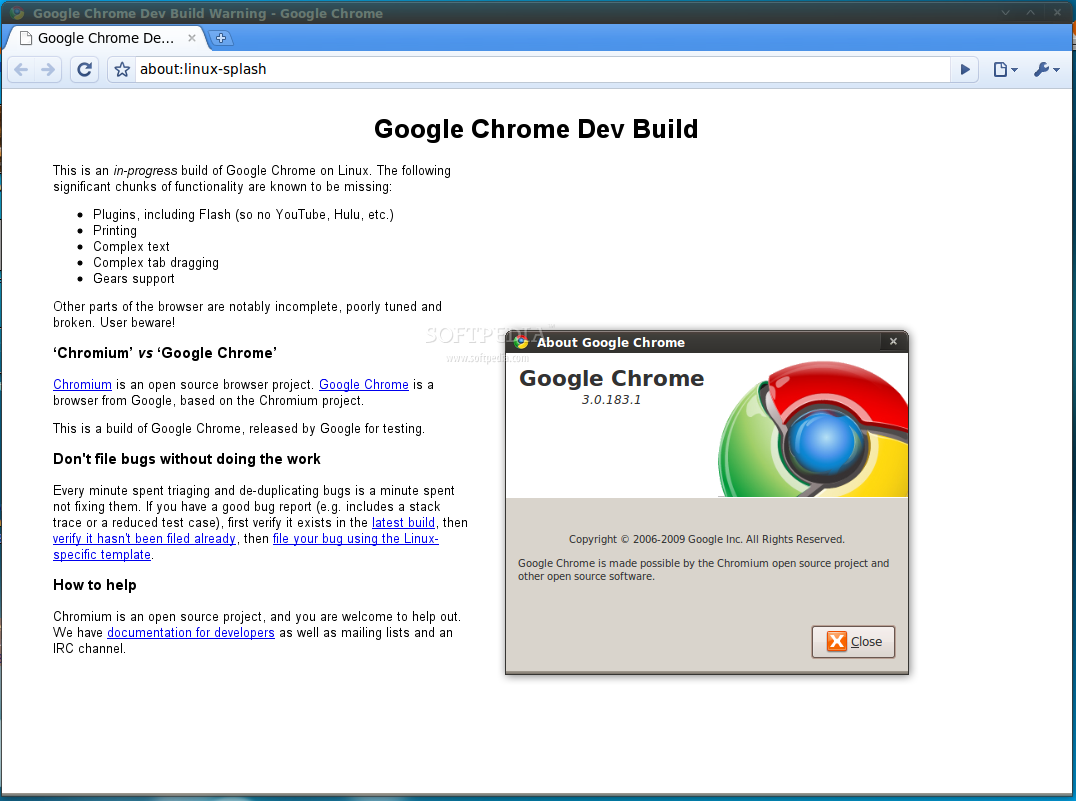 Google Chrome Dev Build Warning - Google Chrome
Google Chrome De...
about:linux-splash
Google Chrome Dev Build
This is an in-progress build of Google Chrome on Linux. The following
significant chunks of functionality are known to be missing:
• Plugins, including Flash (so no YouTube, Hulu, etc.)
• Printing
• Complex text
• Complex tab dragging
• Gears support
Other parts of the browser are notably incomplete, poorly tuned and
broken. User beware!
‘Chromium’ vs ‘Google Chrome’
Chromium is an open source browser project. Google Chrome is a
browser from Google, based on the Chromium project.
This is a build of Google Chrome, released by Google for testing.
Don't file bugs without doing the work
Every minute spent triaging and de-duplicating bugs is a minute spent
not fixing them. If you have a good bug report (e.g. includes a stack
trace or a reduced test case), first verify it exists in the latest build, then
verify it hasn't been filed already, then file your bug using the Linux-
specific template.
How to help
Chromium is an open source project, and you are welcome to help out.
We have documentation for developers as well as mailing lists and an
IRC channel.
SOFTPEDIA
www.softpedia.com
About Google Chrome
Google Chrome
3.0.183.1
Copyright © 2006-2009 Google Inc. All Rights Reserved.
Google Chrome is made possible by the Chromium open source project and
other open source software.
Close